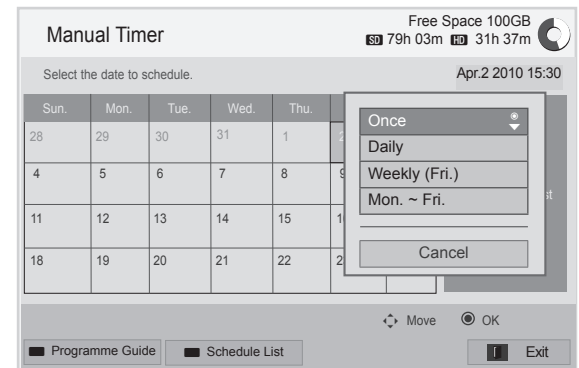 Manual Timer
Free Space 100GB
SD 79h 03m HD 31h 37m
Select the date to schedule.
Apr.2 2010 15:30
Sun. Mon. Tue. Wed. Thu.
28 29 30 31 1
4 5 6 7 8
11 12 13 14 15
18 19 20 21 22
Once
Daily
Weekly (Fri.)
Mon. ~ Fri.
Cancel
Move OK
Programme Guide Schedule List Exit